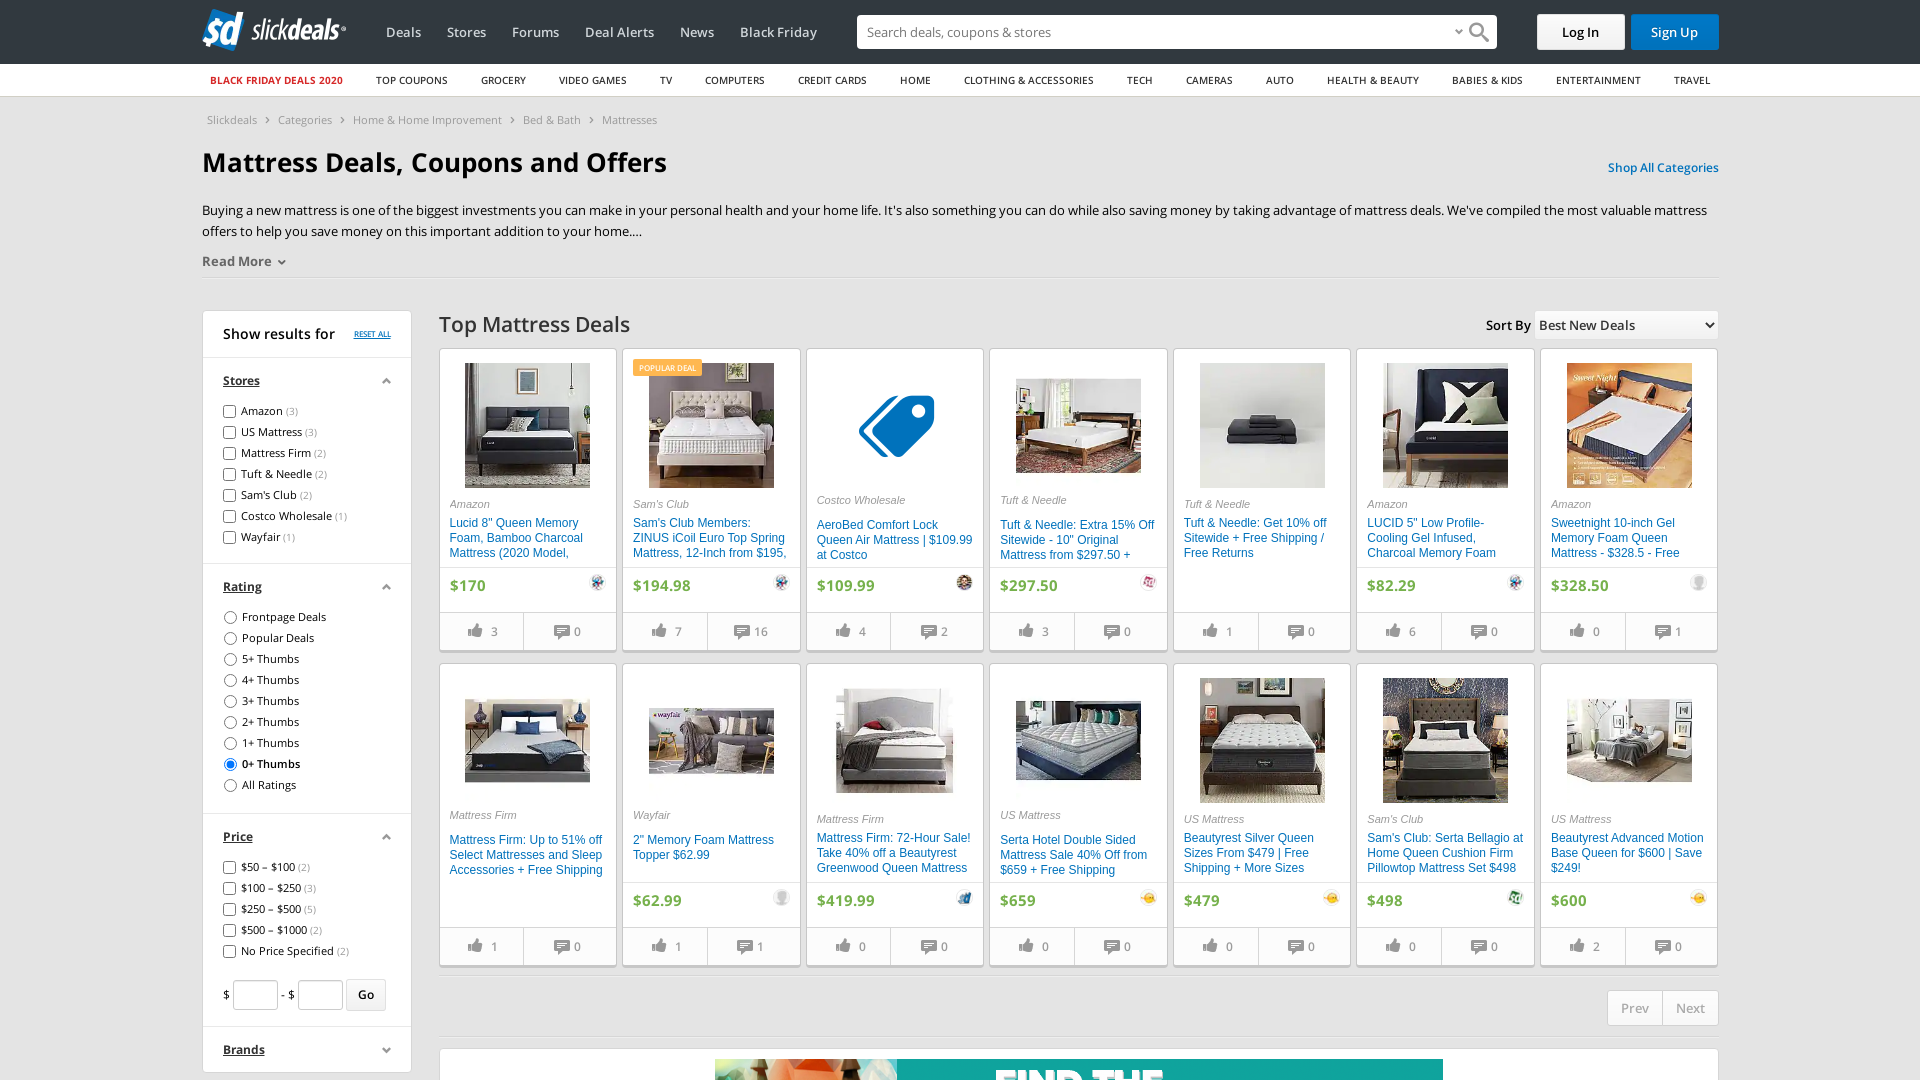 sd slickdeals
Deals Stores Forums Deal Alerts News Black Friday
Search deals, coupons & stores
Log In Sign Up
BLACK FRIDAY DEALS 2020 TOP COUPONS GROCERY VIDEO GAMES TV COMPUTERS CREDIT CARDS HOME CLOTHING & ACCESSORIES TECH CAMERAS AUTO HEALTH & BEAUTY BABIES & KIDS ENTERTAINMENT TRAVEL
Slickdeals › Categories › Home & Home Improvement › Bed & Bath › Mattresses
Mattress Deals, Coupons and Offers
Shop All Categories
Buying a new mattress is one of the biggest investments you can make in your personal health and your home life. It's also something you can do while also saving money by taking advantage of mattress deals. We've compiled the most valuable mattress
offers to help you save money on this important addition to your home.…
Read More
Show results for RESET ALL
Stores
Amazon (3)
US Mattress (3)
Mattress Firm (2)
Tuft & Needle (2)
Sam's Club (2)
Costco Wholesale (1)
Wayfair (1)
Rating
Frontpage Deals
Popular Deals
5+ Thumbs
4+ Thumbs
3+ Thumbs
2+ Thumbs
1+ Thumbs
0+ Thumbs
All Ratings
Price
$50 – $100 (2)
$100 – $250 (3)
$250 – $500 (5)
$500 – $1000 (2)
No Price Specified (2)
$ - $ Go
Brands
Top Mattress Deals
Sort By Best New Deals
Amazon
Lucid 8" Queen Memory
Foam, Bamboo Charcoal
Mattress (2020 Model,
$170
3 0
POPULAR DEAL
Sam's Club
Sam's Club Members:
ZINUS iCoil Euro Top Spring
Mattress, 12-Inch from $195,
$194.98
7 16
Costco Wholesale
AeroBed Comfort Lock
Queen Air Mattress | $109.99
at Costco
$109.99
4 2
Tuft & Needle
Tuft & Needle: Extra 15% Off
Sitewide - 10" Original
Mattress from $297.50 +
$297.50
3 0
Tuft & Needle
Tuft & Needle: Get 10% off
Sitewide + Free Shipping /
Free Returns
1 0
Amazon
LUCID 5" Low Profile-
Cooling Gel Infused,
Charcoal Memory Foam
$82.29
6 0
Sweet Night
Amazon
Sweetnight 10-inch Gel
Memory Foam Queen
Mattress - $328.5 - Free
$328.50
0 1
Mattress Firm
Mattress Firm: Up to 51% off
Select Mattresses and Sleep
Accessories + Free Shipping
1 0
wayfair
Wayfair
2" Memory Foam Mattress
Topper $62.99
$62.99
1 1
Mattress Firm
Mattress Firm: 72-Hour Sale!
Take 40% off a Beautyrest
Greenwood Queen Mattress
$419.99
0 0
US Mattress
Serta Hotel Double Sided
Mattress Sale 40% Off from
$659 + Free Shipping
$659
0 0
US Mattress
Beautyrest Silver Queen
Sizes From $479 | Free
Shipping + More Sizes
$479
0 0
Sam's Club
Sam's Club: Serta Bellagio at
Home Queen Cushion Firm
Pillowtop Mattress Set $498
$498
0 0
US Mattress
Beautyrest Advanced Motion
Base Queen for $600 | Save
$249!
$600
2 0
Prev Next
FIND THE